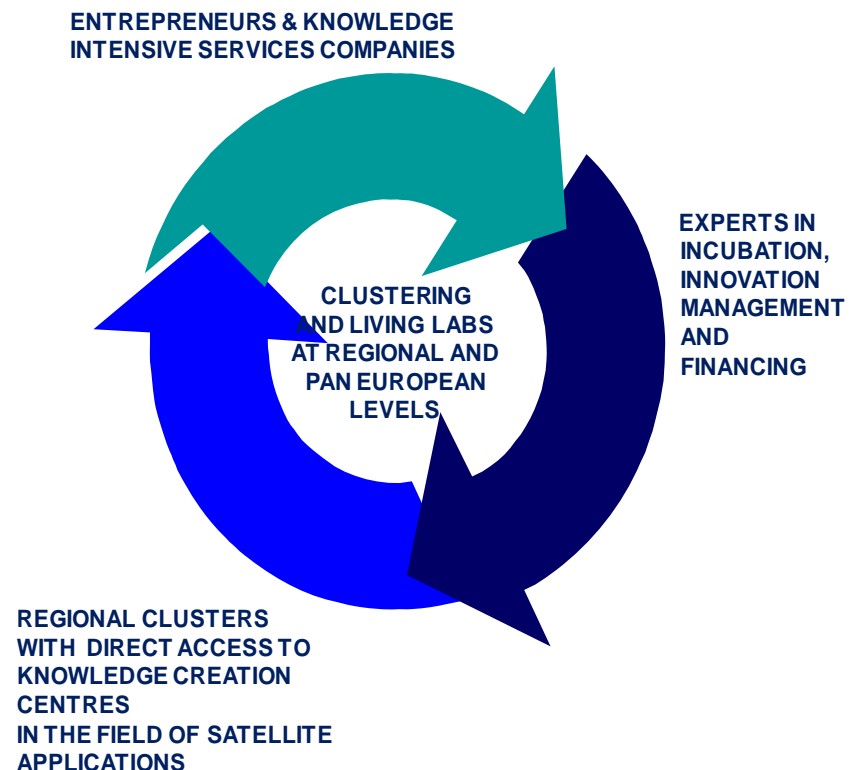 ENTREPRENEURS & KNOWLEDGE
INTENSIVE SERVICES COMPANIES
EXPERTS IN
INCUBATION,
INNOVATION
MANAGEMENT
AND
FINANCING
CLUSTERING
AND LIVING LABS
AT REGIONAL AND
PAN EUROPEAN
LEVELS
REGIONAL CLUSTERS
WITH DIRECT ACCESS TO
KNOWLEDGE CREATION
CENTRES
IN THE FIELD OF SATELLITE
APPLICATIONS